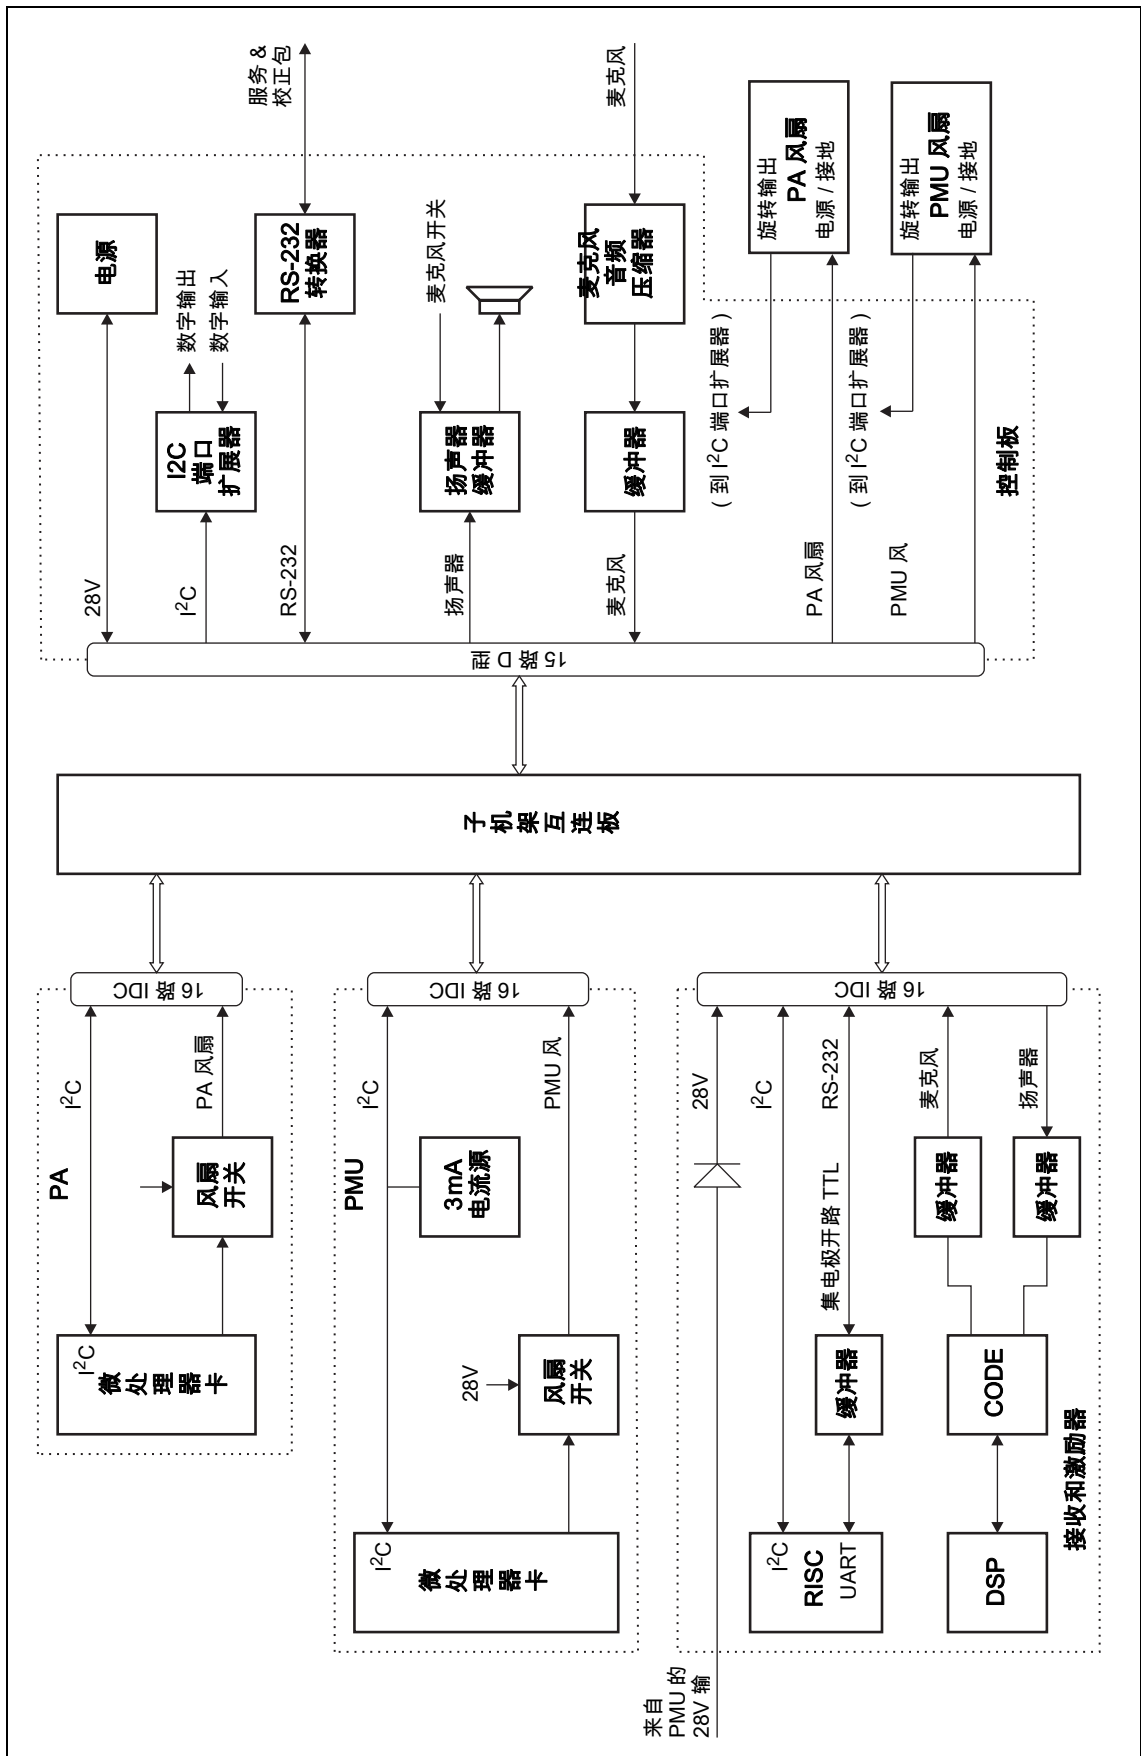 服务 &
校正包
麦克风
电源
数字输出
数字输入
RS-232
转换器
麦克风开关
麦克风
音频
压缩器
旋转输出
PA 风扇
电源 / 接地
旋转输出
PMU 风扇
电源 / 接地
I2C
端口
扩展器
扬声器
缓冲器
缓冲器
( 到 I²C 端口扩展器 )
( 到 I²C 端口扩展器 )
控制板
28V
I²C
RS-232
扬声器
麦克风
PA 风扇
PMU 风
15 路 D 型
子机架互连板
16 路 IDC
16 路 IDC
16 路 IDC
PA
I²C
PA 风扇
风扇
开关
I²C
微处理器卡
PMU
I²C
PMU 风
3mA
电流源
28V
风扇
开关
I²C
微处理器卡
28V
I²C
RS-232
麦克风
扬声器
集电极开路 TTL
缓冲器
缓冲器
缓冲器
CODE
I²C
RISC
UART
DSP
接收和激励器
来自
PMU 的
28V 输